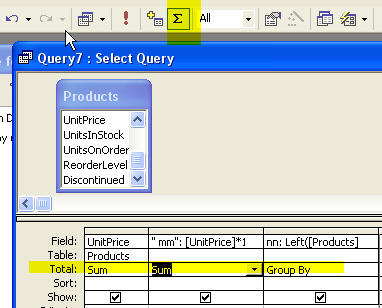 Σ All
Query7 : Select Query
Products
UnitPrice
UnitsInStock
UnitsOnOrder
ReorderLevel
Discontinued
Field: UnitPrice " mm": [UnitPrice]*1 nn: Left([Products]
Table: Products
Total: Sum Sum Group By
Sort:
Show: